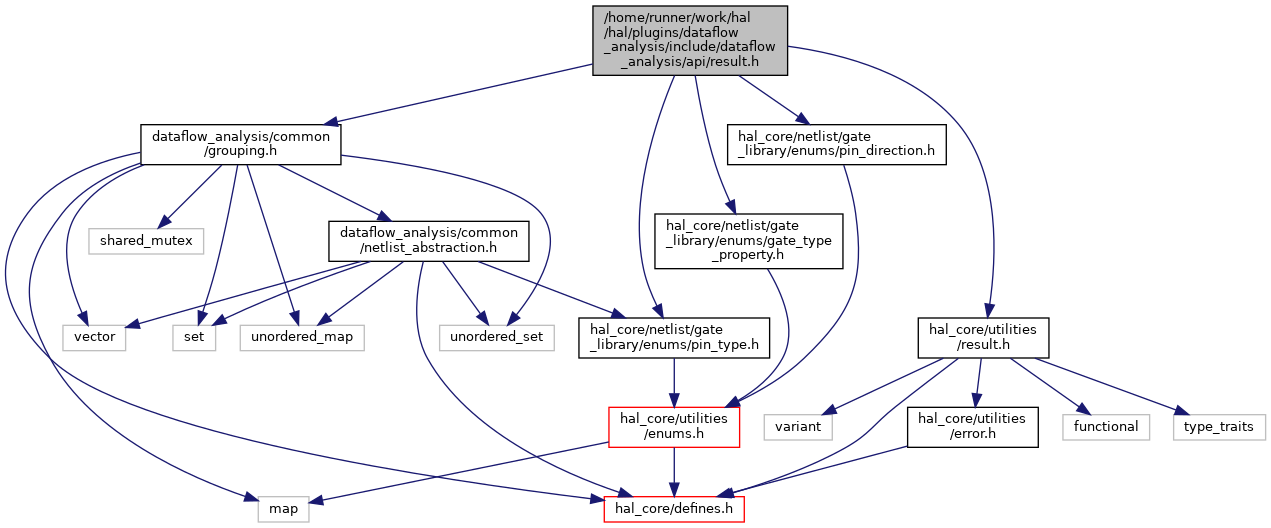 /home/runner/work/hal
/hal/plugins/dataflow
_analysis/include/dataflow
_analysis/api/result.h
dataflow_analysis/common
/grouping.h
hal_core/netlist/gate
_library/enums/pin_direction.h
shared_mutex
dataflow_analysis/common
/netlist_abstraction.h
hal_core/netlist/gate
_library/enums/gate_type
_property.h
vector
set
unordered_map
unordered_set
hal_core/netlist/gate
_library/enums/pin_type.h
hal_core/utilities
/result.h
hal_core/utilities
/enums.h
variant
hal_core/utilities
/error.h
functional
type_traits
map
hal_core/defines.h